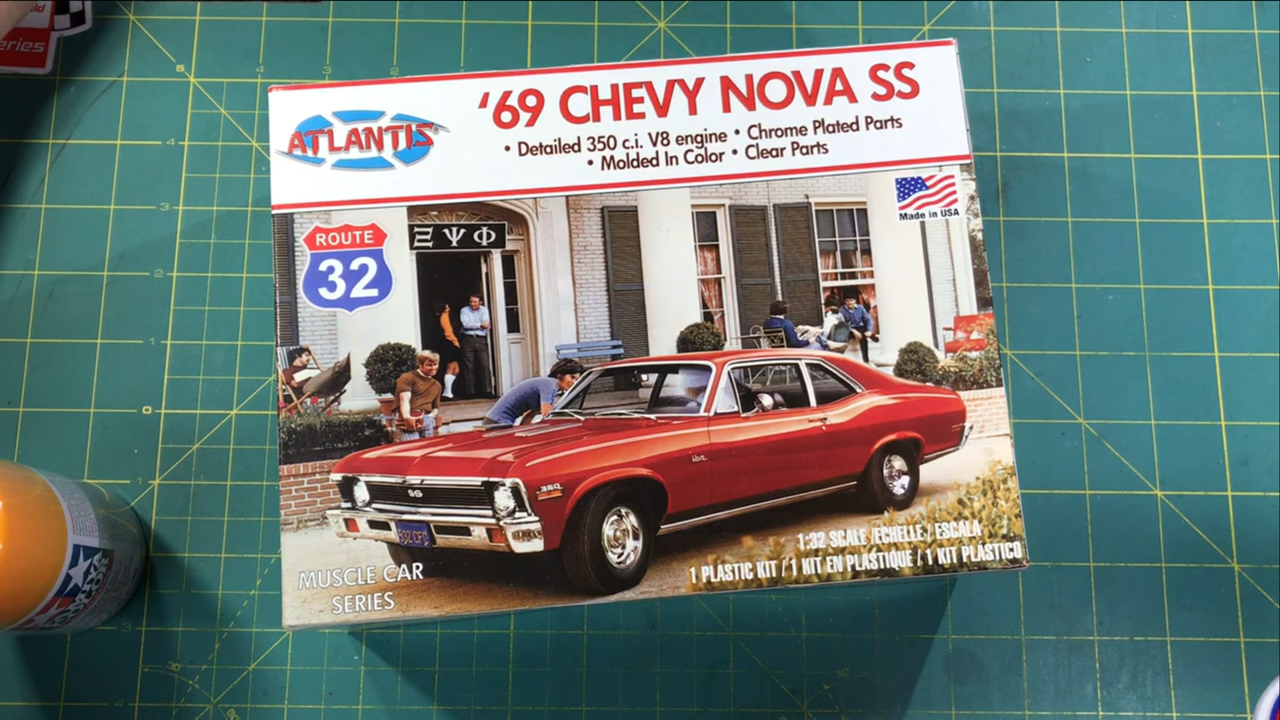 eries
'69 CHEVY NOVA SS
ATLANTIS
• Detailed 350 c.i. V8 engine • Chrome Plated Parts
• Molded In Color • Clear Parts
Made in USA
ROUTE
32
ΞΨΦ
SS
350
1:32 SCALE /ECHELLE / ESCALA
1 PLASTIC KIT / 1 KIT EN PLASTIQUE / 1 KIT PLÁSTICO
MUSCLE CAR
SERIES